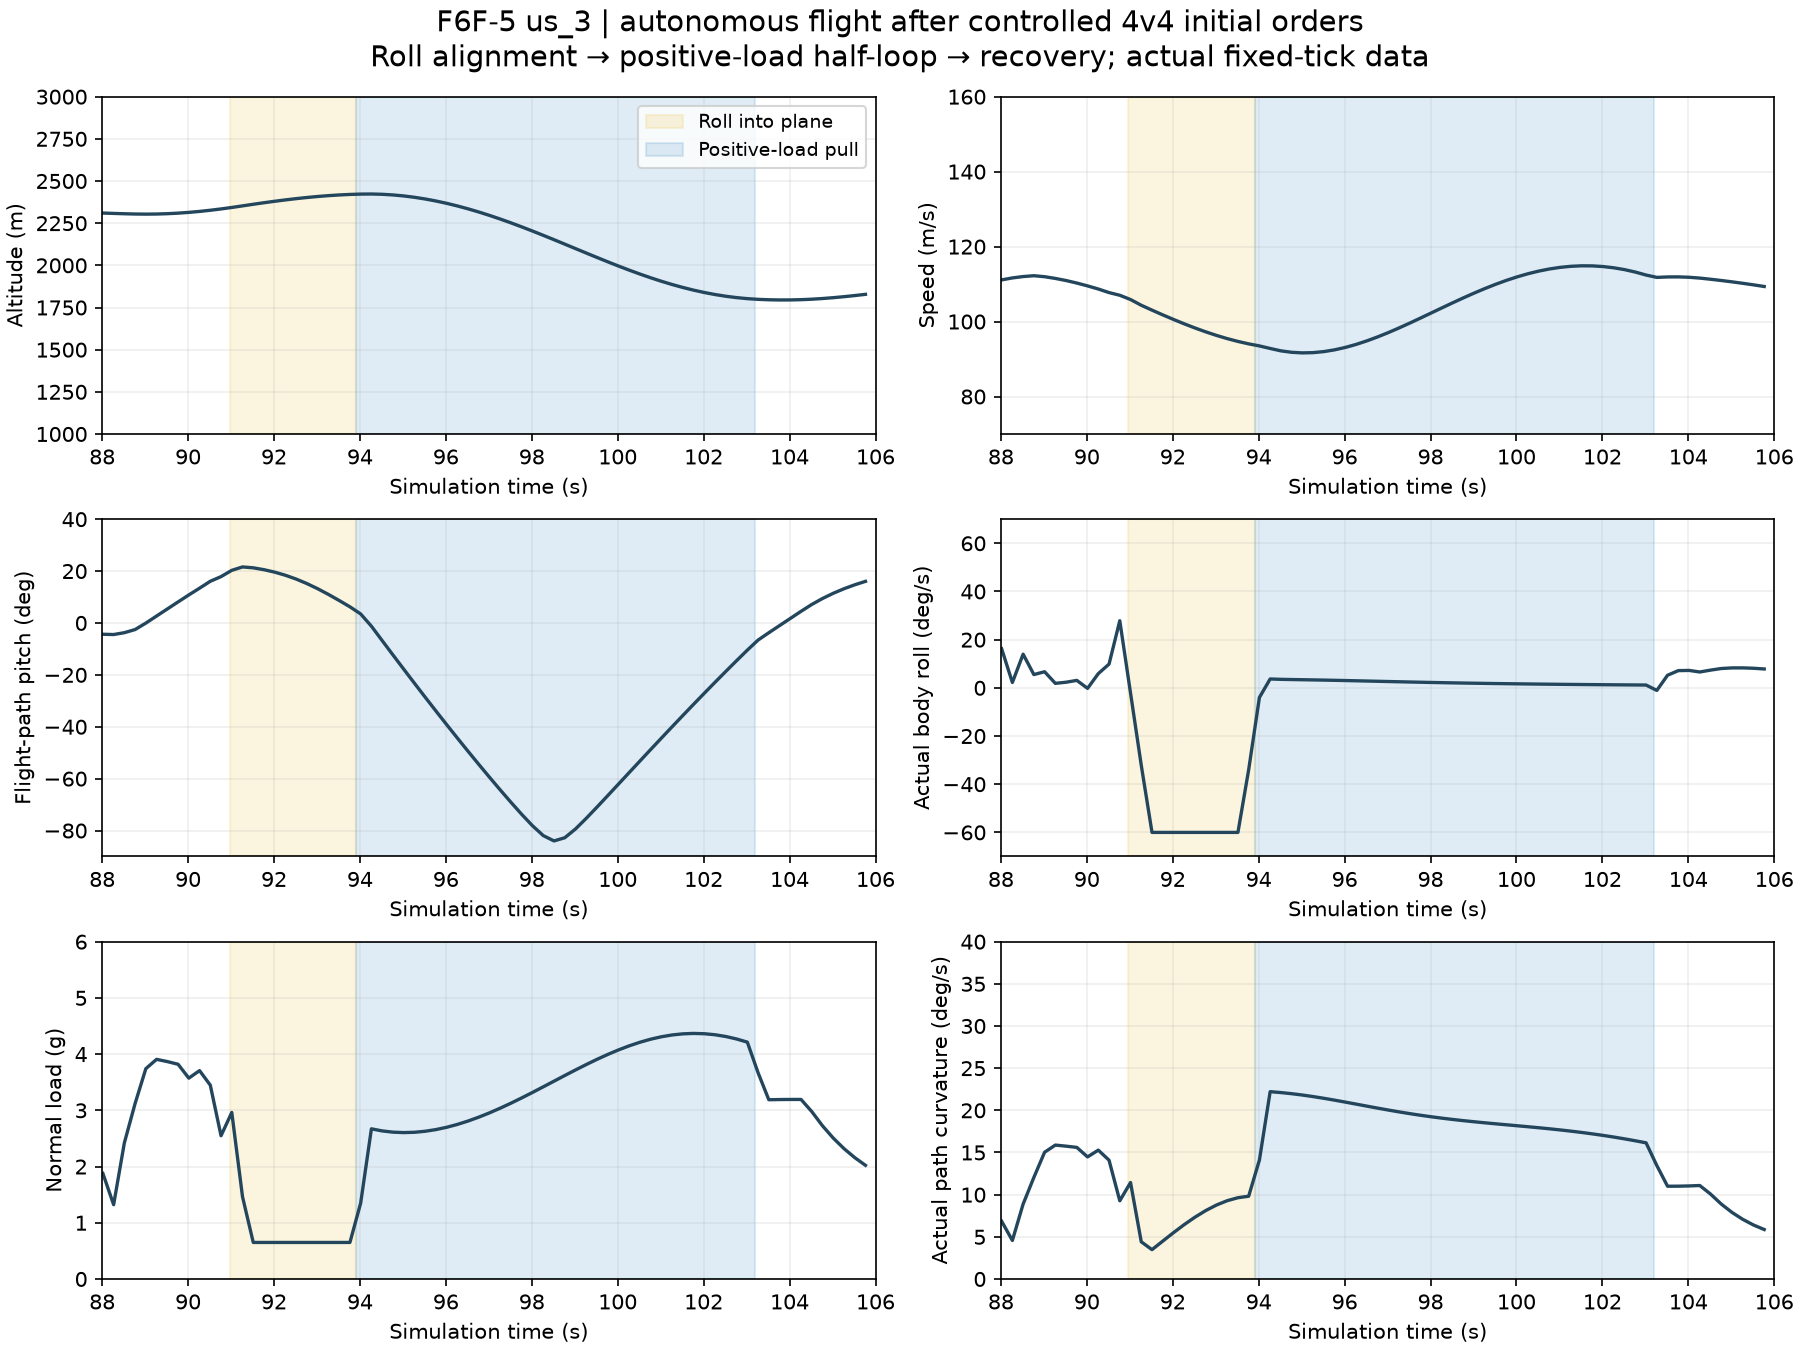 F6F-5 us_3 | autonomous flight after controlled 4v4 initial orders
Roll alignment → positive-load half-loop → recovery; actual fixed-tick data
Altitude (m)
3000
2750
2500
2250
2000
1750
1500
1250
1000
Roll into plane
Positive-load pull
88 90 92 94 96 98 100 102 104 106
Simulation time (s)
Speed (m/s)
160
140
120
100
80
88 90 92 94 96 98 100 102 104 106
Simulation time (s)
Flight-path pitch (deg)
40
20
0
−20
−40
−60
−80
88 90 92 94 96 98 100 102 104 106
Simulation time (s)
Actual body roll (deg/s)
60
40
20
0
−20
−40
−60
88 90 92 94 96 98 100 102 104 106
Simulation time (s)
Normal load (g)
6
5
4
3
2
1
0
88 90 92 94 96 98 100 102 104 106
Simulation time (s)
Actual path curvature (deg/s)
40
35
30
25
20
15
10
5
0
88 90 92 94 96 98 100 102 104 106
Simulation time (s)